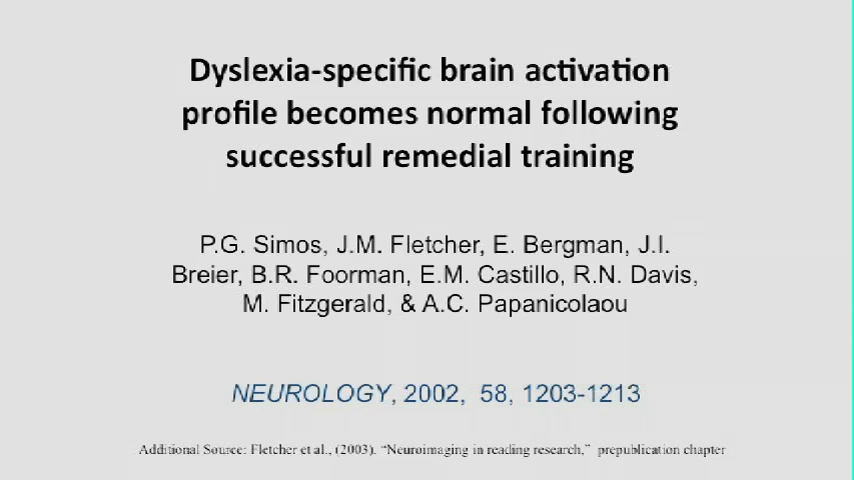 Dyslexia-specific brain activation
profile becomes normal following
successful remedial training
P.G. Simos, J.M. Fletcher, E. Bergman, J.I.
Breier, B.R. Foorman, E.M. Castillo, R.N. Davis,
M. Fitzgerald, & A.C. Papanicolaou
NEUROLOGY, 2002,  58, 1203-1213
Additional Source: Fletcher et al., (2003). “Neuroimaging in reading research,”  prepublication chapter